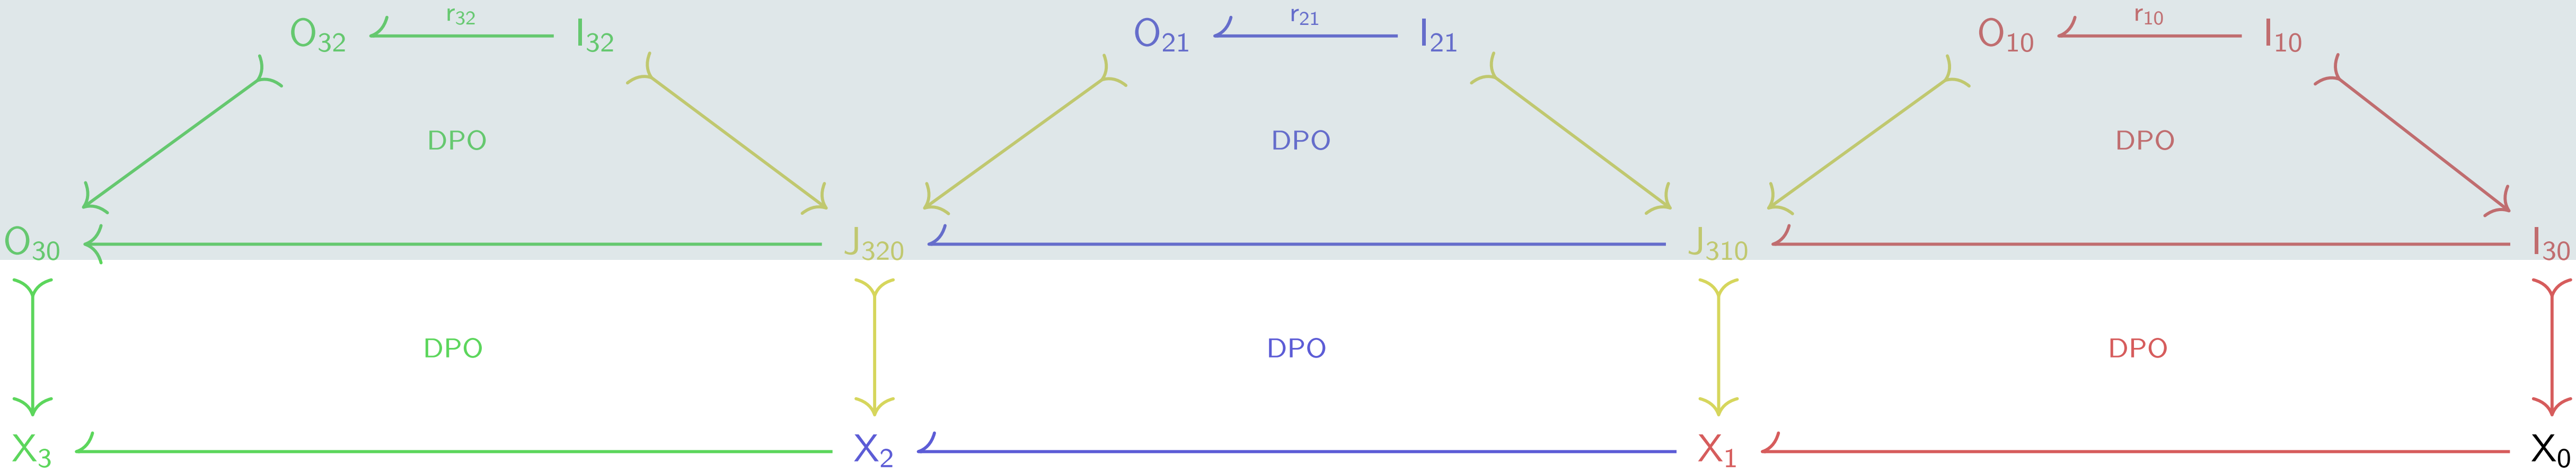 r₃₂ r₂₁ r₁₀
O₃₂ I₃₂ O₂₁ I₂₁ O₁₀ I₁₀
DPO DPO DPO
O₃₀ J₃₂₀ J₃₁₀ I₃₀
DPO DPO DPO
X₃ X₂ X₁ X₀